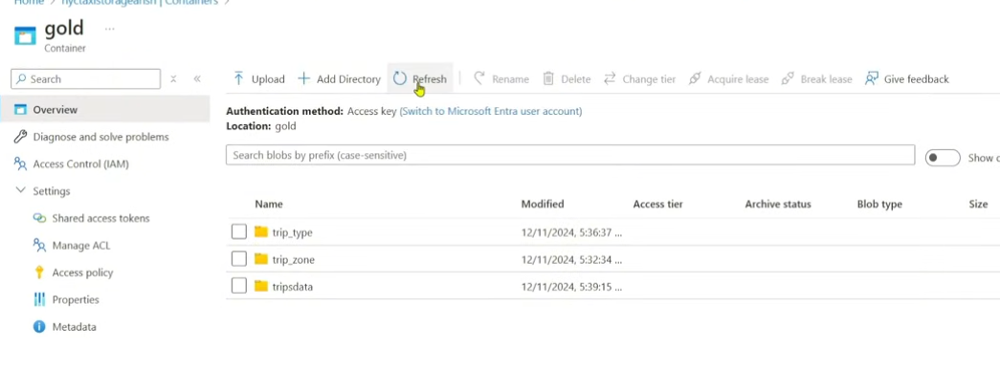 Home > nyctaxistorageansh | Containers >
gold ...
Container
Search
Upload Add Directory Refresh Rename Delete Change tier Acquire lease Break lease Give feedback
Overview
Diagnose and solve problems
Access Control (IAM)
Settings
Shared access tokens
Manage ACL
Access policy
Properties
Metadata
Authentication method: Access key (Switch to Microsoft Entra user account)
Location: gold
Search blobs by prefix (case-sensitive)
Show
Name Modified Access tier Archive status Blob type Size
trip_type 12/11/2024, 5:36:37 ...
trip_zone 12/11/2024, 5:32:34 ...
tripsdata 12/11/2024, 5:39:15 ...